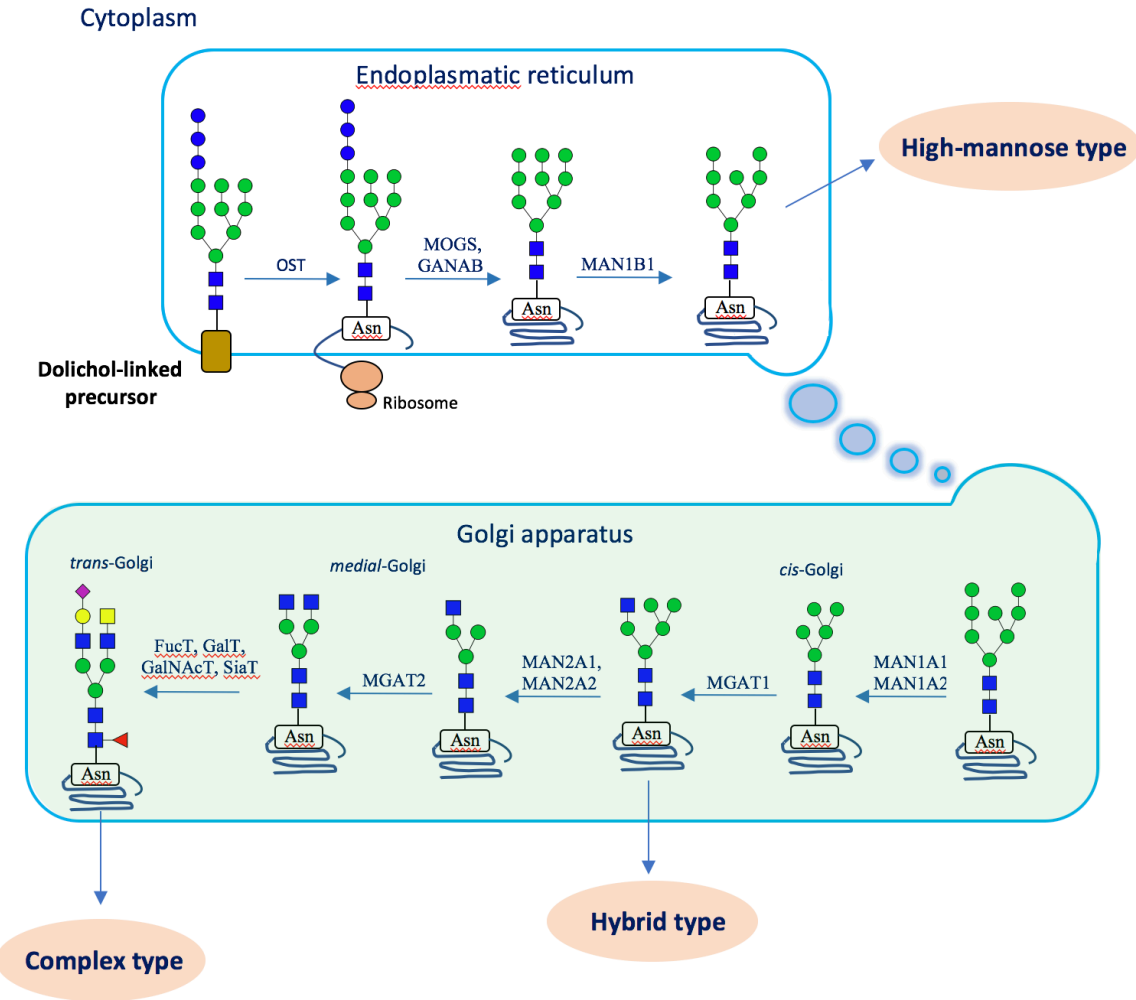 Cytoplasm
Endoplasmatic reticulum
High-mannose type
OST
MOGS,
GANAB
MAN1B1
Asn
Asn
Asn
Dolichol-linked
precursor
Ribosome
Golgi apparatus
trans-Golgi
medial-Golgi
cis-Golgi
FucT, GalT,
GalNAcT, SiaT
MGAT2
MAN2A1,
MAN2A2
MGAT1
MAN1A1
MAN1A2
Asn
Asn
Asn
Asn
Asn
Asn
Hybrid type
Complex type